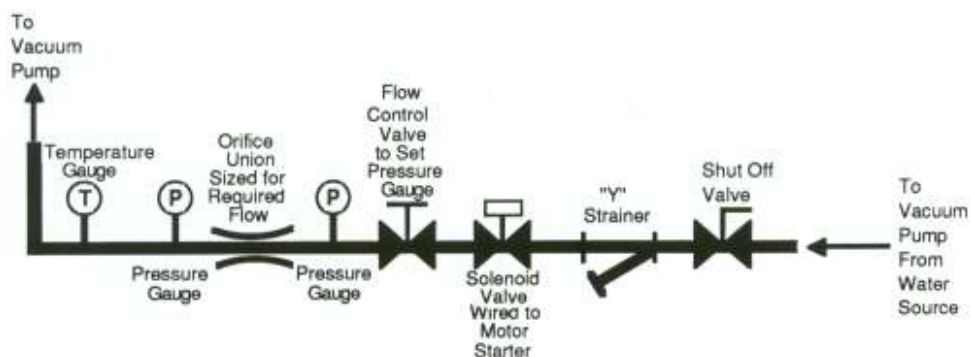 To
Vacuum
Pump
Temperature
Gauge
T
P
Pressure
Gauge
Orifice
Union
Sized for
Required
Flow
P
Pressure
Gauge
Flow
Control
Valve
to Set
Pressure
Gauge
Solenoid
Valve
Wired to
Motor
Starter
"Y"
Strainer
Shut Off
Valve
To
Vacuum
Pump
From
Water
Source